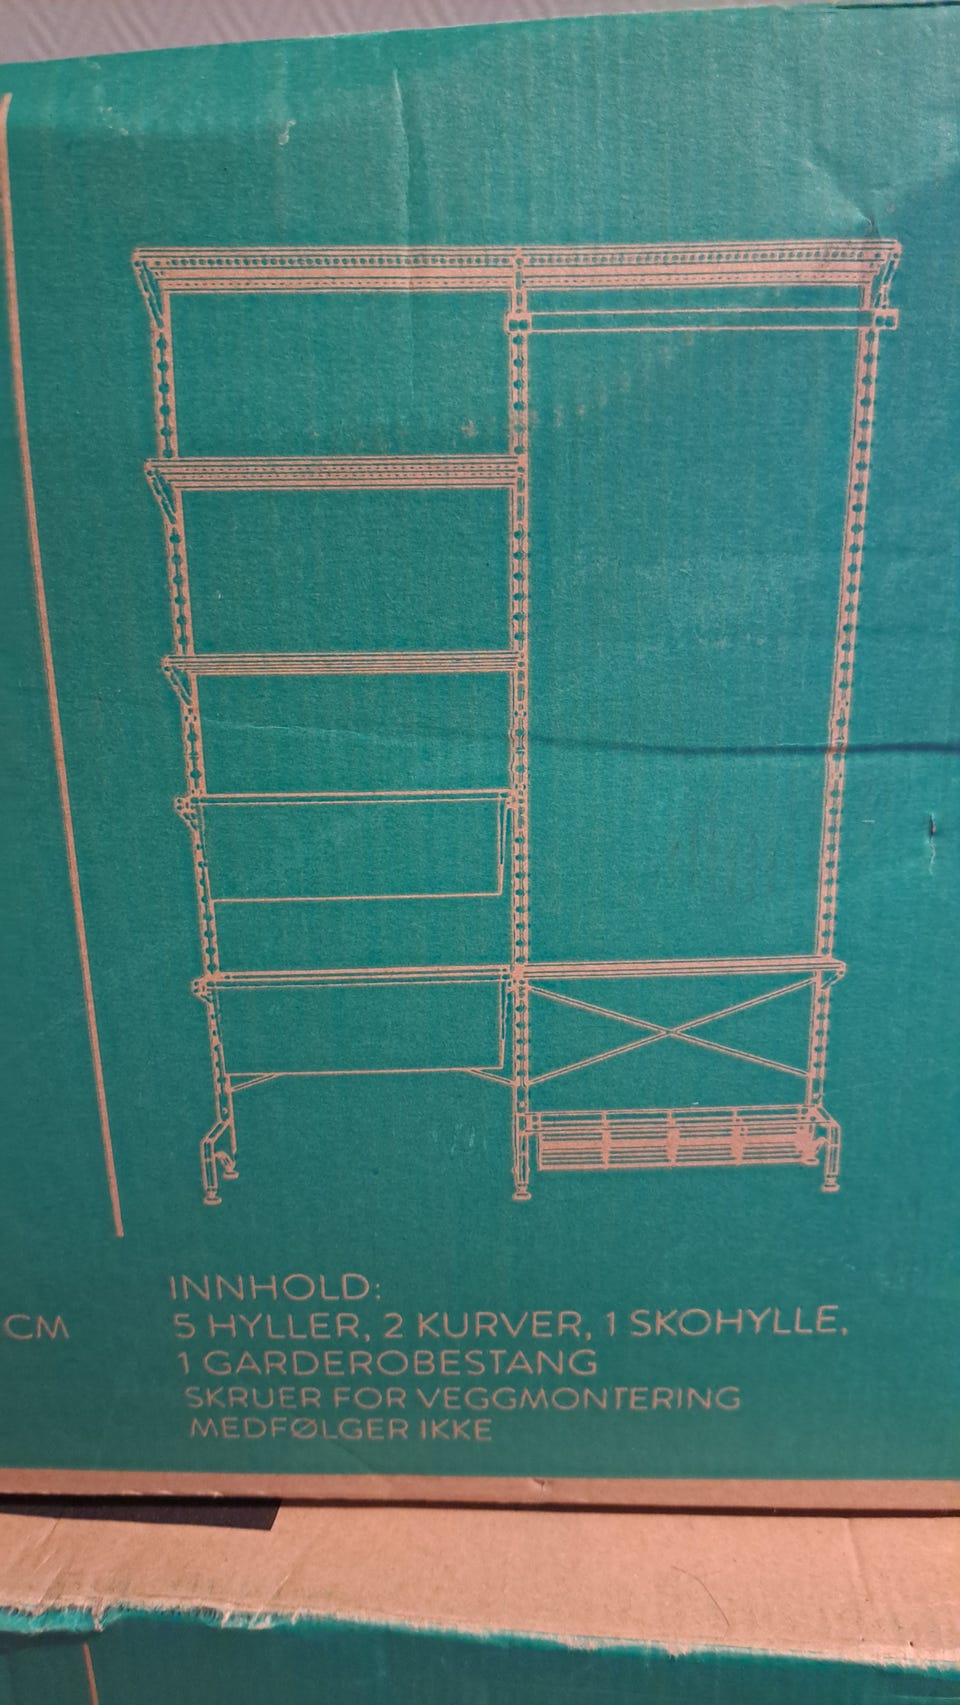 INNHOLD:
CM
5 HYLLER, 2 KURVER, 1 SKOHYLLE,
1 GARDEROBESTANG
SKRUER FOR VEGGMONTERING
MEDFØLGER IKKE